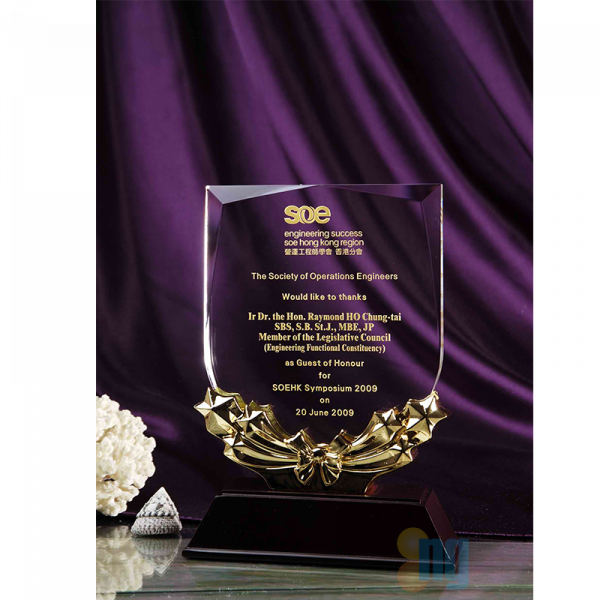 soe
engineering success
soe hong kong region
營運工程師學會 香港分會
The Society of Operations Engineers
Would like to thanks
Ir Dr. the Hon. Raymond HO Chung-tai
SBS, S.B. St.J., MBE, JP
Member of the Legislative Council
(Engineering Functional Constituency)
as Guest of Honour
for
SOEHK Symposium 2009
on
20 June 2009